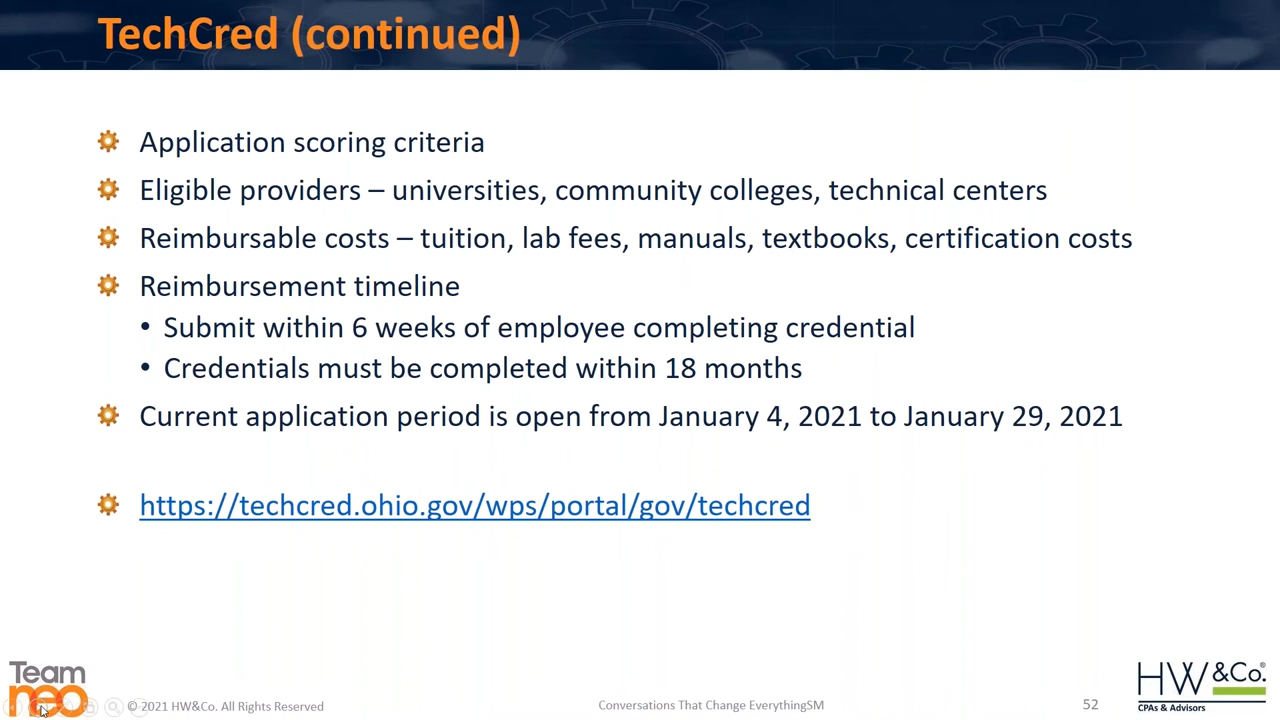 TechCred (continued)
Application scoring criteria
Eligible providers – universities, community colleges, technical centers
Reimbursable costs – tuition, lab fees, manuals, textbooks, certification costs
Reimbursement timeline
• Submit within 6 weeks of employee completing credential
• Credentials must be completed within 18 months
Current application period is open from January 4, 2021 to January 29, 2021
https://techcred.ohio.gov/wps/portal/gov/techcred
Team
neo
© 2021 HW&Co. All Rights Reserved
Conversations That Change EverythingSM
52
HW&Co.®
CPAs & Advisors